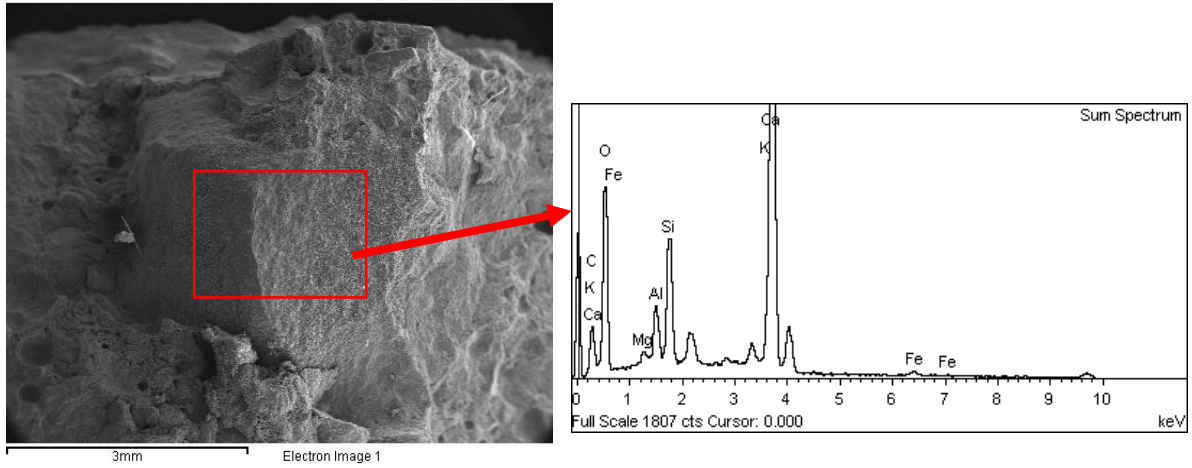 3mm
Electron Image 1
Sum Spectrum
Ca
K
O
Fe
Si
C
K
Ca
Al
Mg
Fe
Fe
0 1 2 3 4 5 6 7 8 9 10
Full Scale 1807 cts Cursor: 0.000
keV